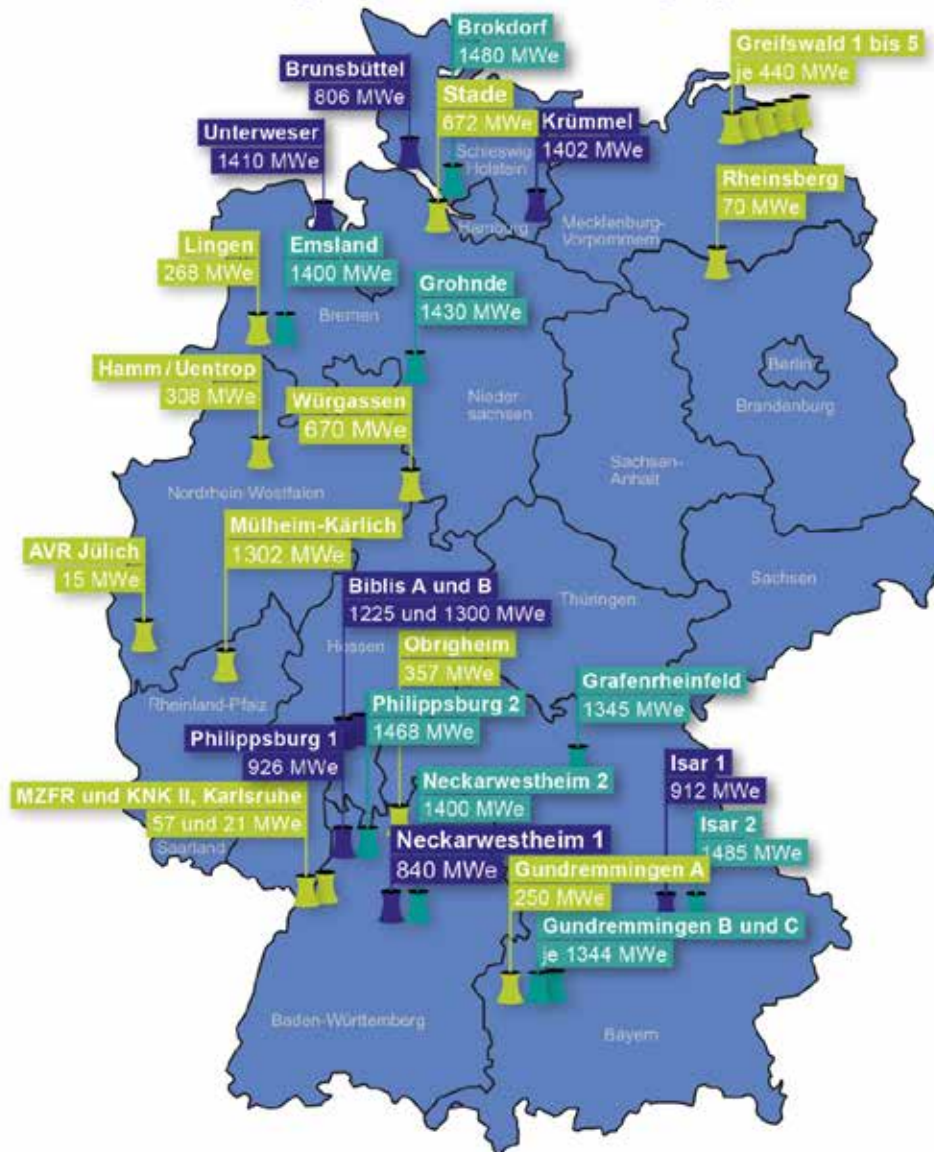 Brokdorf
1480 MWe
Greifswald 1 bis 5
je 440 MWe
Brunsbüttel
806 MWe
Stade
672 MWe
Krümmel
1402 MWe
Unterweser
1410 MWe
Schleswig
Holstein
Rheinsberg
70 MWe
Hamburg
Mecklenburg-
Vorpommern
Lingen
268 MWe
Emsland
1400 MWe
Grohnde
1430 MWe
Bremen
Hamm / Uentrop
308 MWe
Würgassen
670 MWe
Nieder
sachsen
Berlin
Brandenburg
Sachsen-
Anhalt
Nordrhein-Westfalen
Mülheim-Kärlich
1302 MWe
AVR Jülich
15 MWe
Biblis A und B
1225 und 1300 MWe
Thüringen
Sachsen
Hessen
Obrigheim
357 MWe
Grafenrheinfeld
1345 MWe
Rheinland-Pfalz
Philippsburg 2
1468 MWe
Philippsburg 1
926 MWe
Isar 1
912 MWe
Neckarwestheim 2
1400 MWe
MZFR und KNK II, Karlsruhe
57 und 21 MWe
Isar 2
1485 MWe
Saarland
Neckarwestheim 1
840 MWe
Gundremmingen A
250 MWe
Gundremmingen B und C
je 1344 MWe
Baden-Württemberg
Bayern